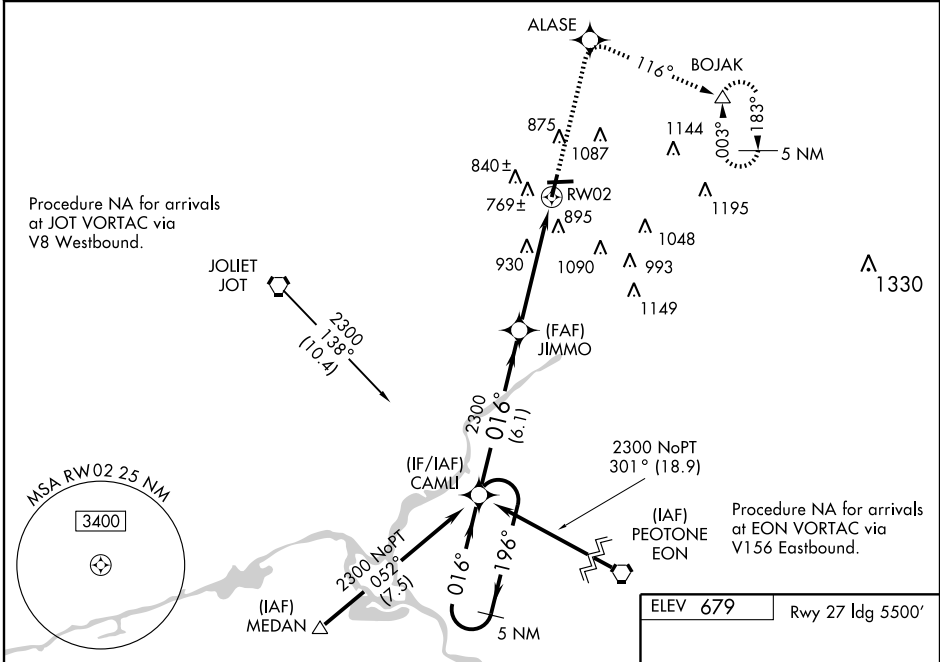 ALASE
116°
BOJAK
003°
183°
5 NM
875
1087
1144
840±
769±
RW02
895
1195
1048
930
1090
993
1149
1330
Procedure NA for arrivals
at JOT VORTAC via
V8 Westbound.
JOLIET
JOT
2300
138°
(10.4)
(FAF)
JIMMO
2300
016°
(6.1)
(IF/IAF)
CAMLI
2300 NoPT
301° (18.9)
(IAF)
PEOTONE
EON
Procedure NA for arrivals
at EON VORTAC via
V156 Eastbound.
MSA RW02 25 NM
3400
2300 NoPT
052°
(7.5)
(IAF)
MEDAN
016°
196°
5 NM
ELEV 679
Rwy 27 ldg 5500'